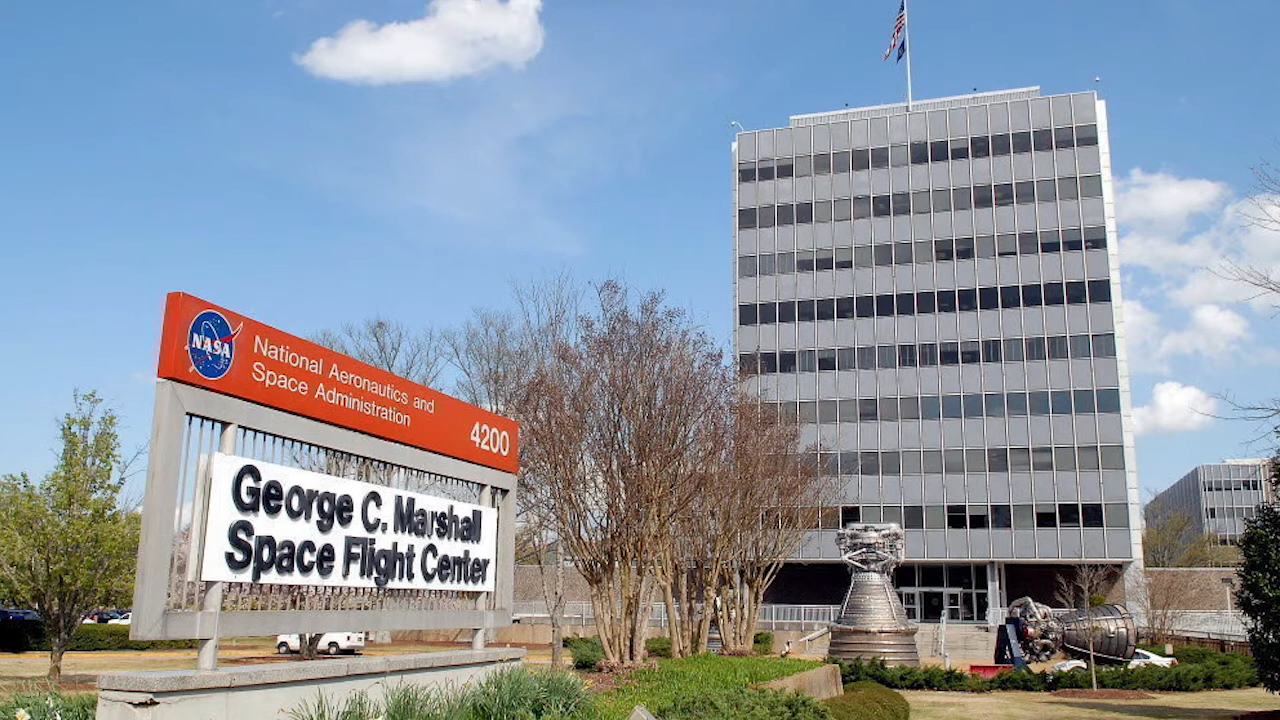 NASA
National Aeronautics and
Space Administration
4200
George C. Marshall
Space Flight Center